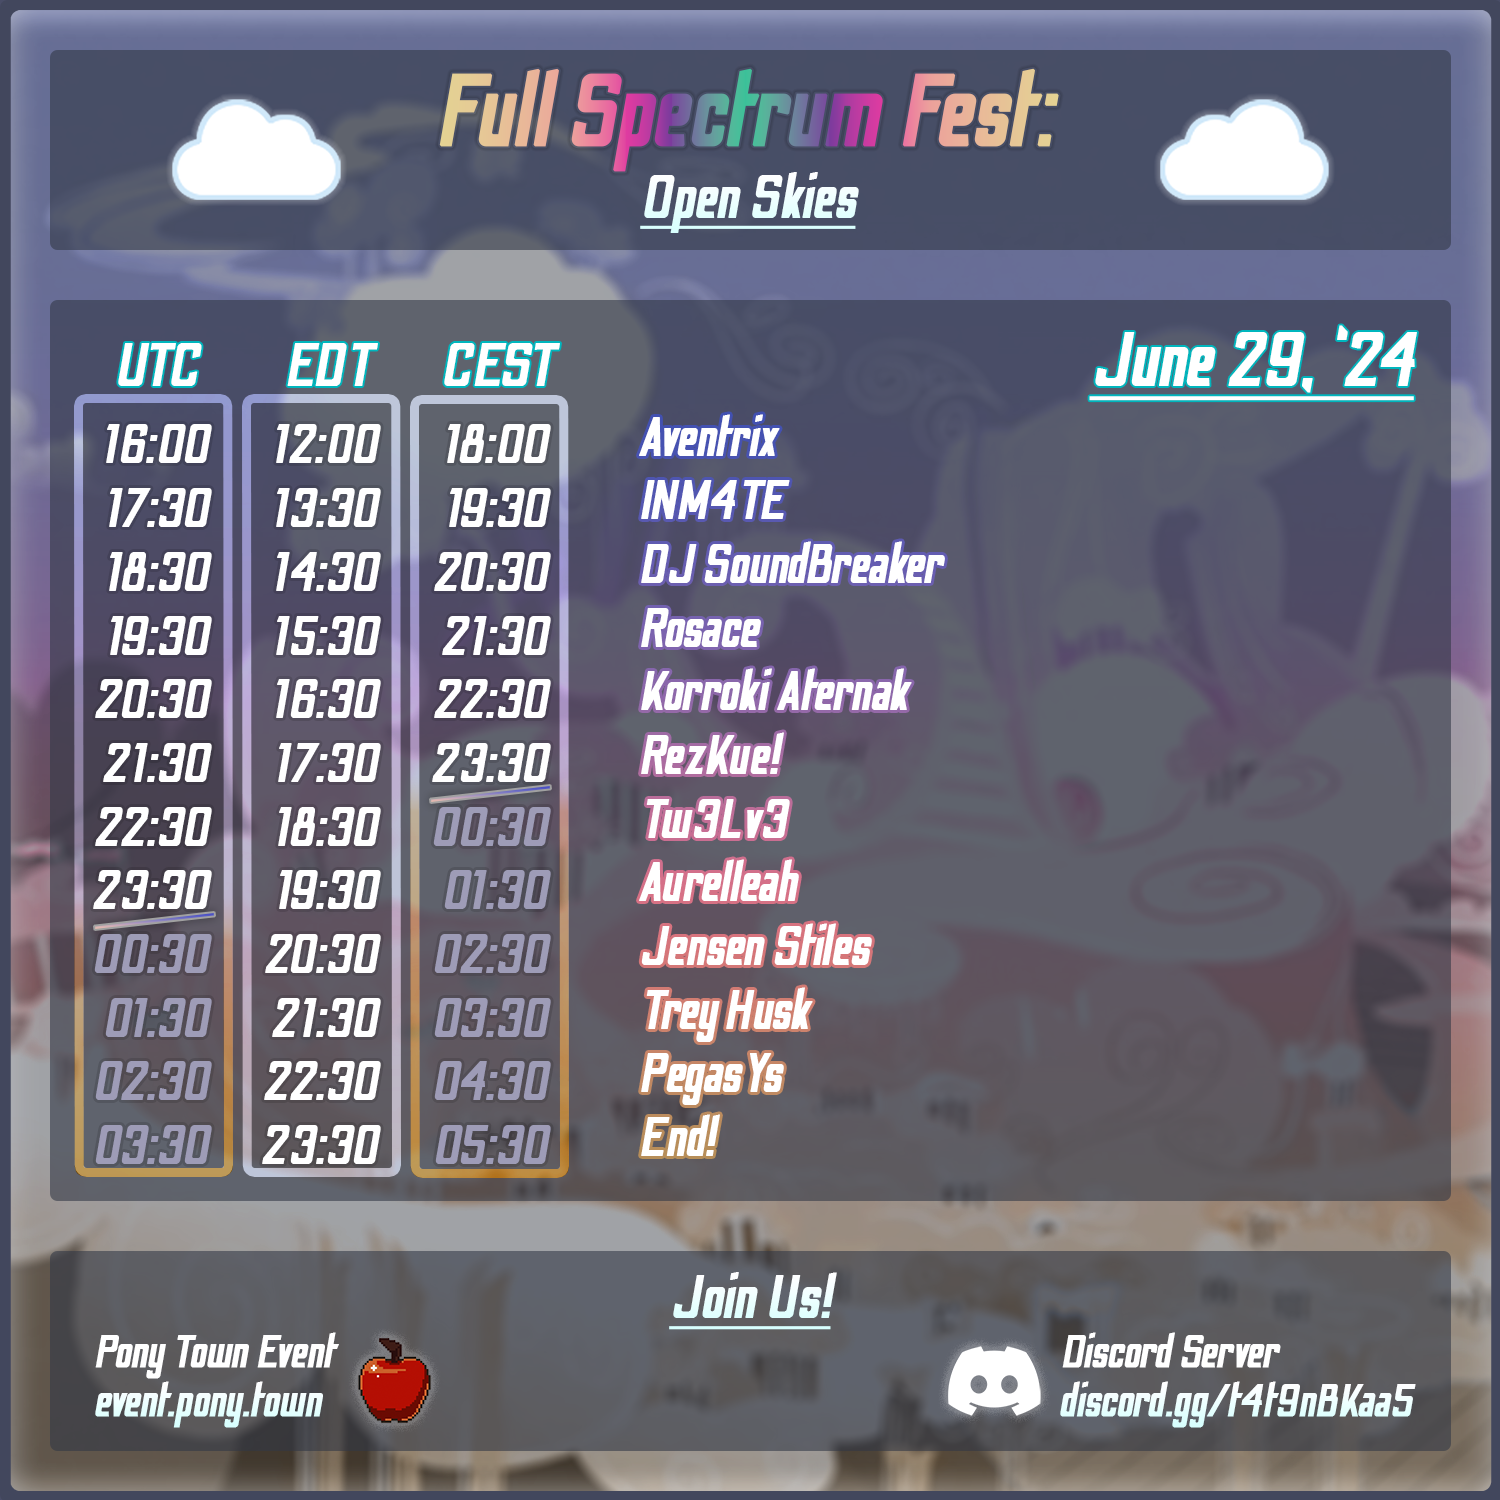 Full Spectrum Fest:
Open Skies
June 29, '24
UTC EDT CEST
16:00 12:00 18:00 Aventrix
17:30 13:30 19:30 INM4TE
18:30 14:30 20:30 DJ SoundBreaker
19:30 15:30 21:30 Rosace
20:30 16:30 22:30 Korroki Aternak
21:30 17:30 23:30 RezKue!
22:30 18:30 00:30 Tw3Lv3
23:30 19:30 01:30 Aurelleah
00:30 20:30 02:30 Jensen Stiles
01:30 21:30 03:30 Trey Husk
02:30 22:30 04:30 PegasYs
03:30 23:30 05:30 End!
Join Us!
Pony Town Event
event.pony.town
Discord Server
discord.gg/t4t9nBKaa5